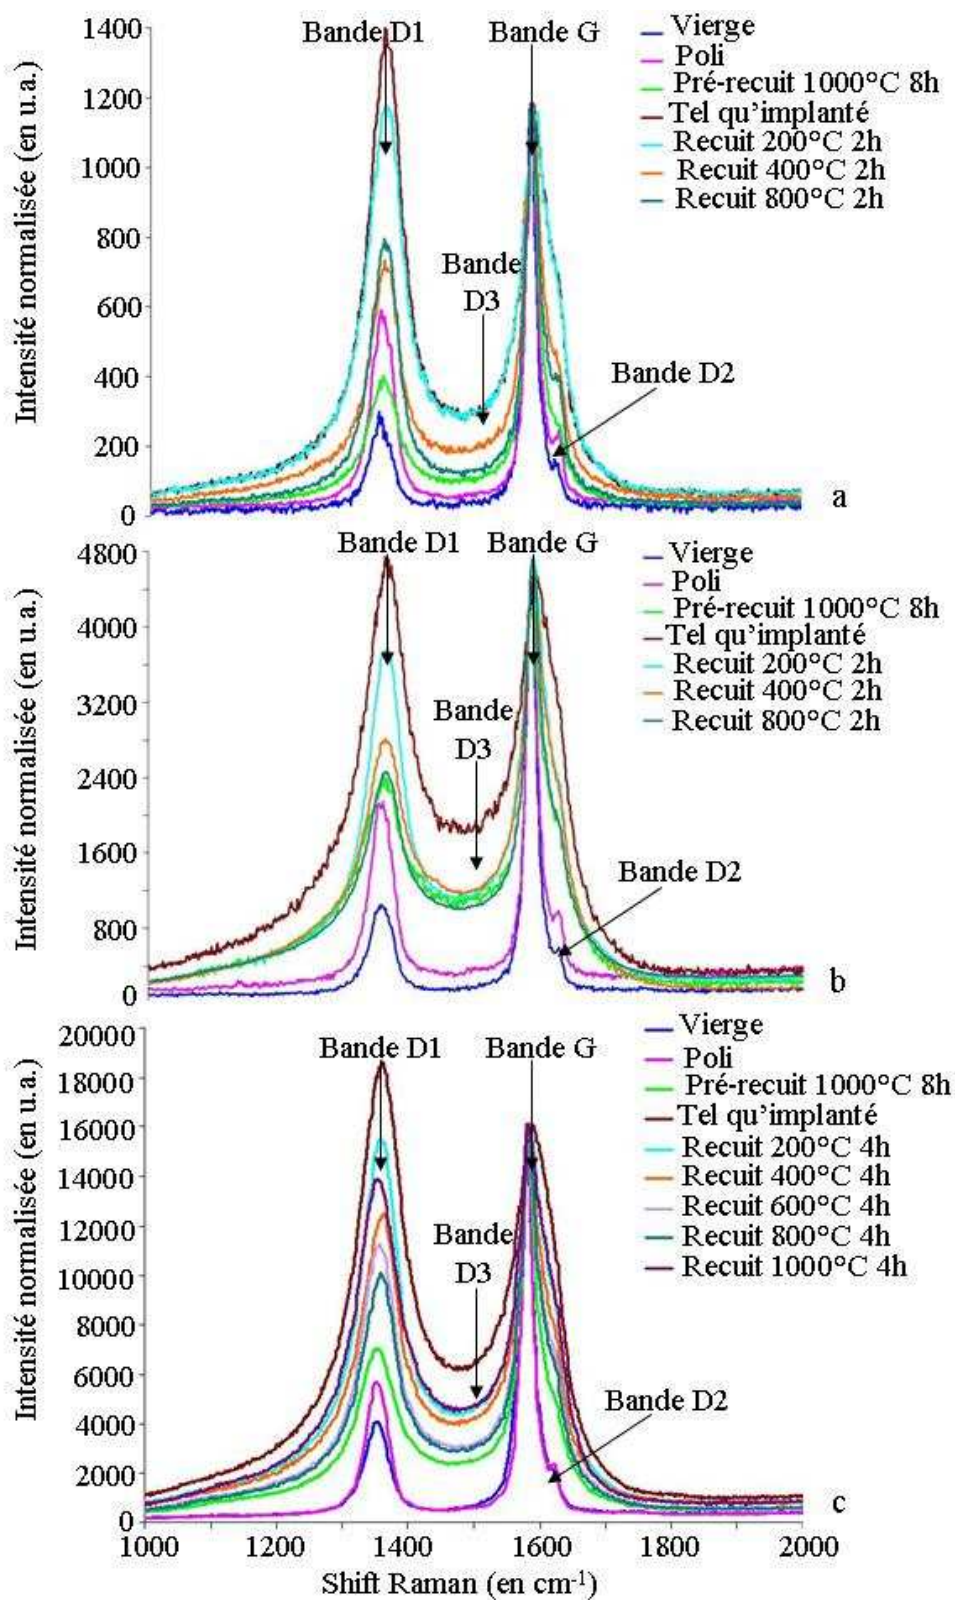 Intensité normalisée (en u.a.)
1400
1200
1000
800
600
400
200
0
Bande D1
Bande G
Bande
D3
Bande D2
Vierge
Poli
Pré-recuit 1000°C 8h
Tel qu'implanté
Recuit 200°C 2h
Recuit 400°C 2h
Recuit 800°C 2h
a
Intensité normalisée (en u.a.)
4800
4000
3200
2400
1600
800
0
Bande D1
Bande G
Bande
D3
Bande D2
Vierge
Poli
Pré-recuit 1000°C 8h
Tel qu'implanté
Recuit 200°C 2h
Recuit 400°C 2h
Recuit 800°C 2h
b
Intensité normalisée (en u.a.)
20000
18000
16000
14000
12000
10000
8000
6000
4000
2000
0
Bande D1
Bande G
Bande
D3
Bande D2
Vierge
Poli
Pré-recuit 1000°C 8h
Tel qu'implanté
Recuit 200°C 4h
Recuit 400°C 4h
Recuit 600°C 4h
Recuit 800°C 4h
Recuit 1000°C 4h
c
1000 1200 1400 1600 1800 2000
Shift Raman (en cm⁻¹)